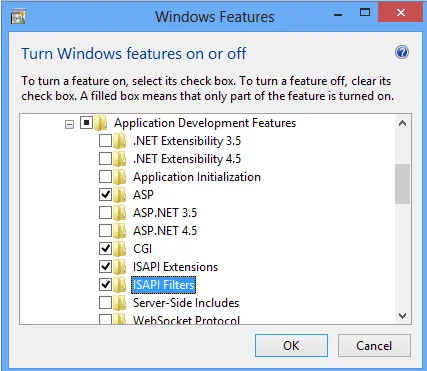 Windows Features
Turn Windows features on or off
To turn a feature on, select its check box. To turn a feature off, clear its
check box. A filled box means that only part of the feature is turned on.
Application Development Features
.NET Extensibility 3.5
.NET Extensibility 4.5
Application Initialization
ASP
ASP.NET 3.5
ASP.NET 4.5
CGI
ISAPI Extensions
ISAPI Filters
Server-Side Includes
WebSocket Protocol
OK Cancel